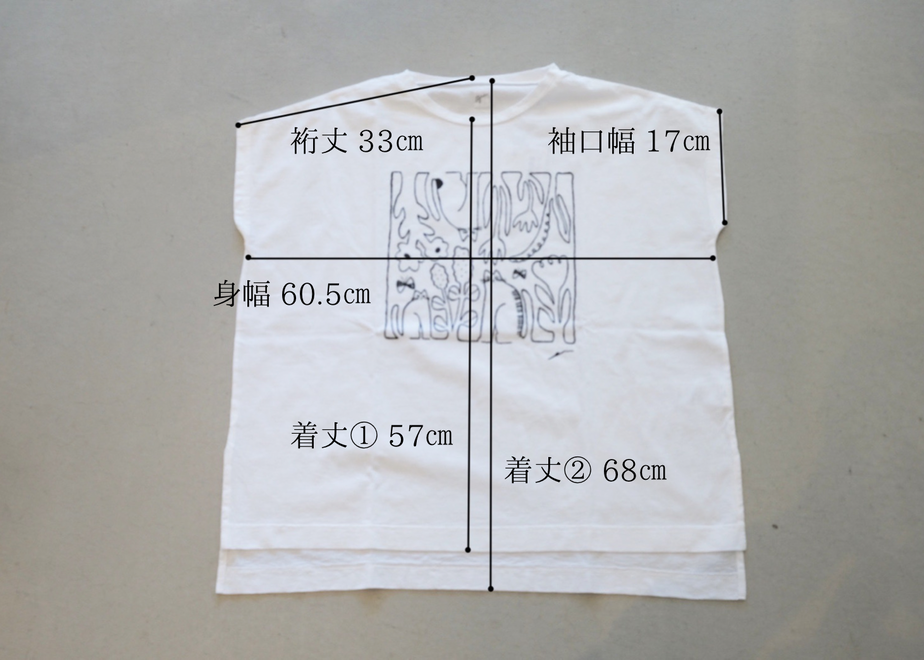 裄丈 33cm
袖口幅 17cm
身幅 60.5cm
着丈① 57cm
着丈② 68cm